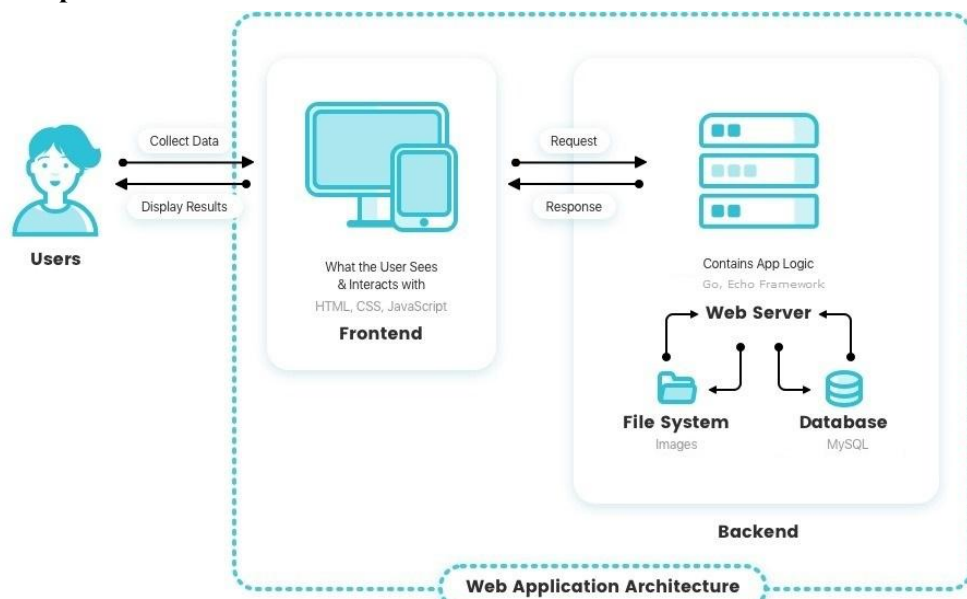 Collect Data
Display Results
Users
What the User Sees
& Interacts with
HTML, CSS, JavaScript
Frontend
Request
Response
Contains App Logic
Go, Echo Framework
Web Server
File System
Images
Database
MySQL
Backend
Web Application Architecture